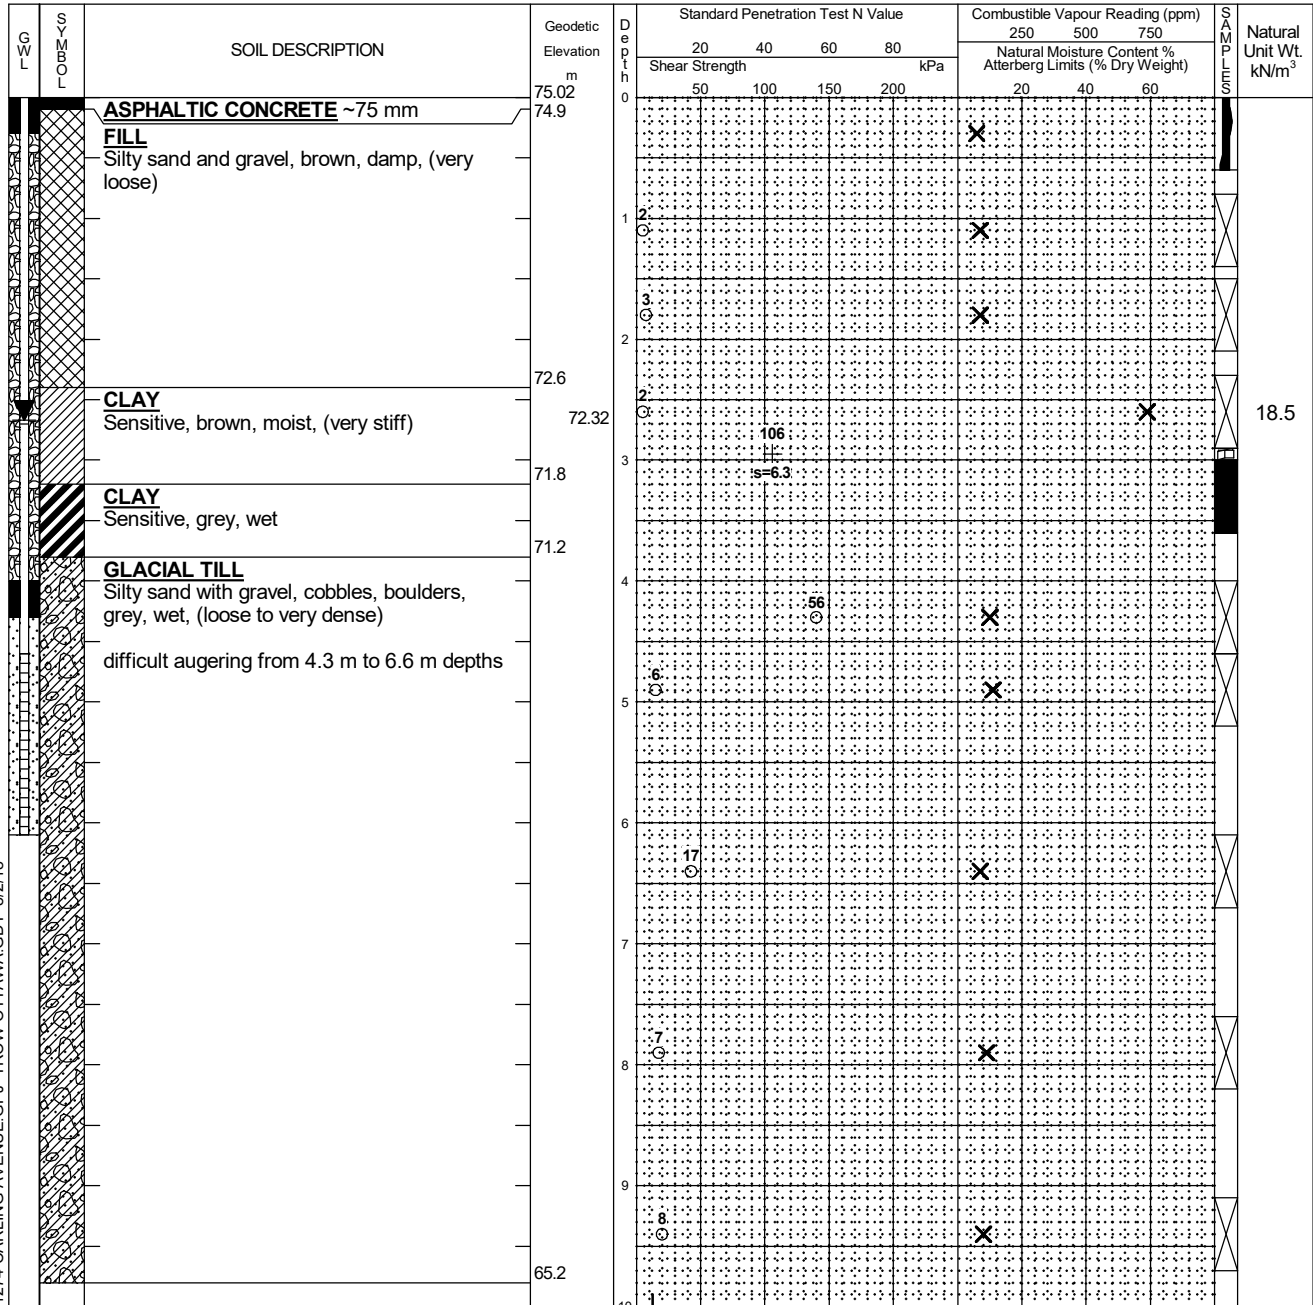 GWL
SYMBOL
SOIL DESCRIPTION
Geodetic
Elevation
m
Depth
Standard Penetration Test N Value
20 40 60 80
Shear Strength kPa
50 100 150 200
Combustible Vapour Reading (ppm)
250 500 750
Natural Moisture Content %
Atterberg Limits (% Dry Weight)
20 40 60
SAMPLES
Natural
Unit Wt.
kN/m³
75.02
0
ASPHALTIC CONCRETE ~75 mm
74.9
FILL
Silty sand and gravel, brown, damp, (very
loose)
1
2
3
2
72.6
CLAY
Sensitive, brown, moist, (very stiff)
72.32
2
18.5
106
s=6.3
3
71.8
CLAY
Sensitive, grey, wet
71.2
GLACIAL TILL
Silty sand with gravel, cobbles, boulders,
grey, wet, (loose to very dense)
4
56
difficult augering from 4.3 m to 6.6 m depths
6
5
6
17
7
7
8
9
8
65.2